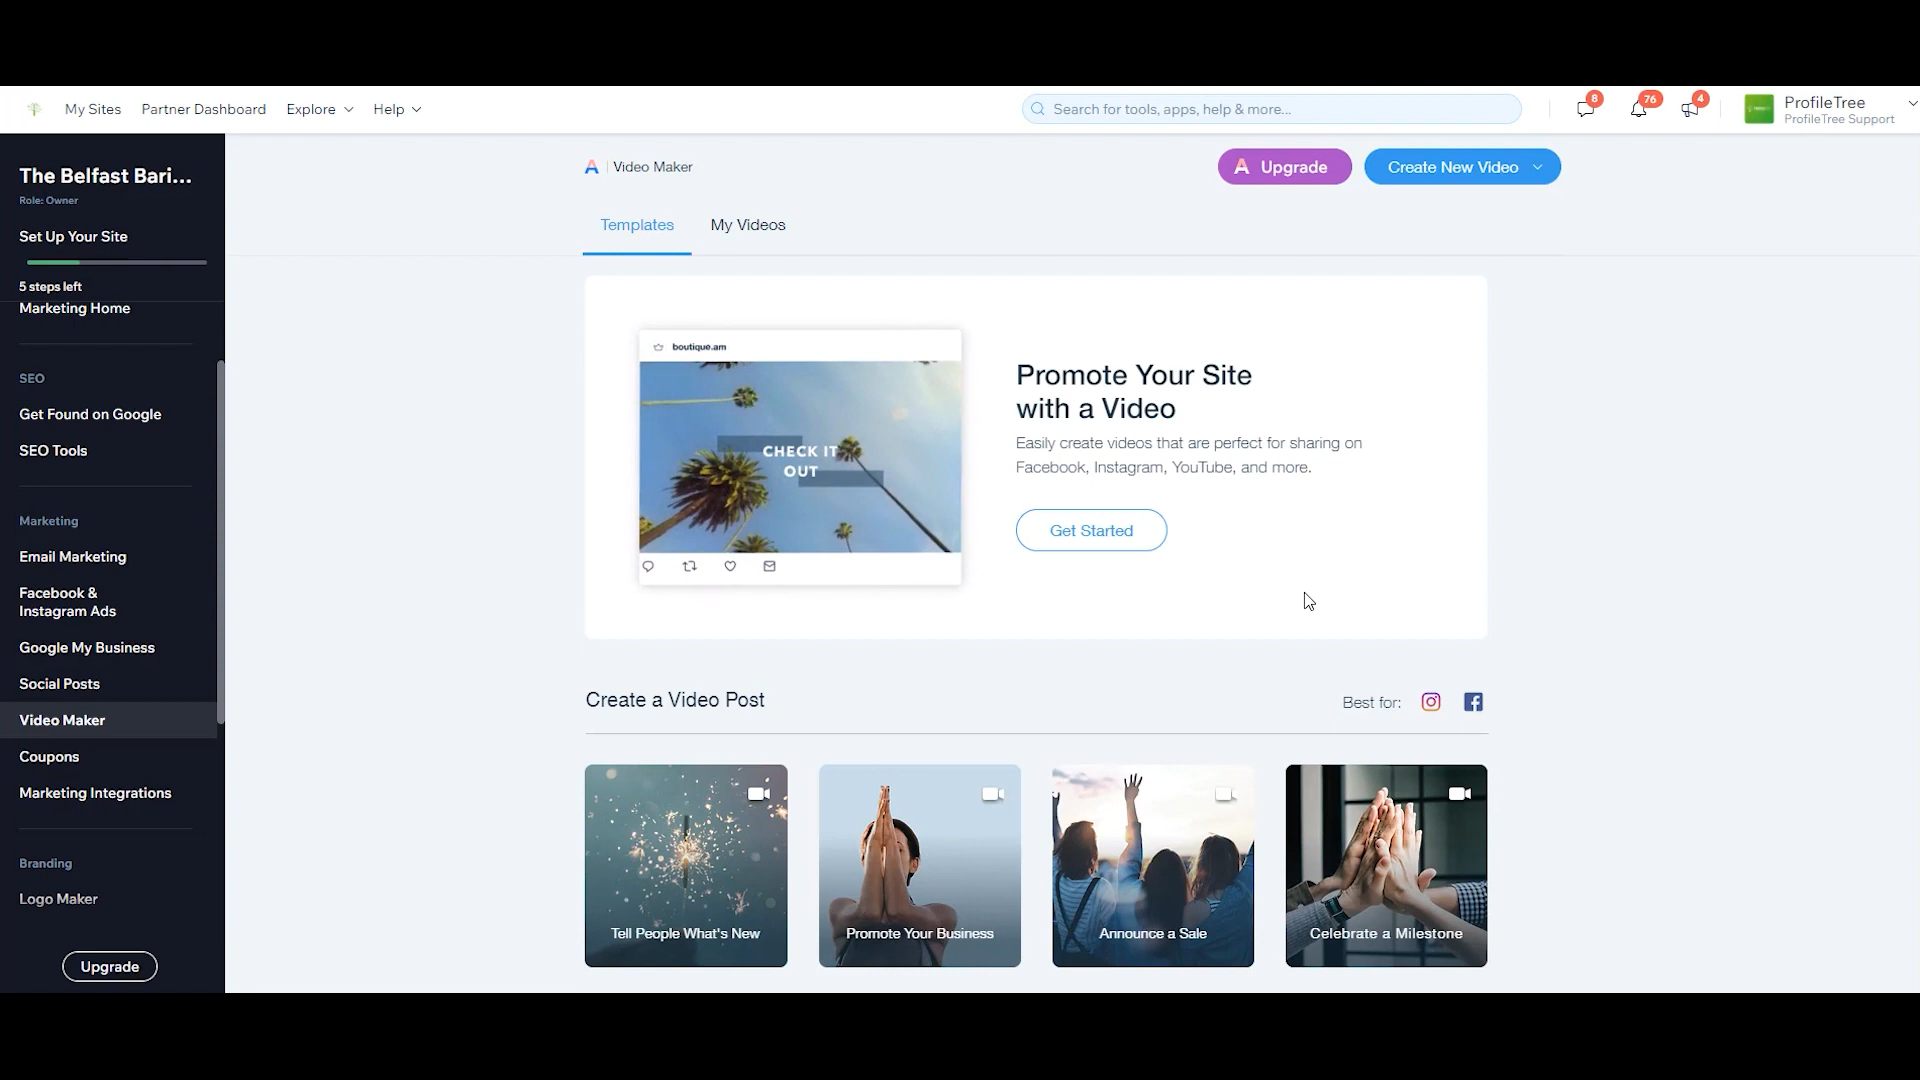 My Sites
Partner Dashboard
Explore
Help
Search for tools, apps, help & more...
8
76
4
ProfileTree
ProfileTree Support
The Belfast Bari...
Role: Owner
Set Up Your Site
5 steps left
Marketing Home
SEO
Get Found on Google
SEO Tools
Marketing
Email Marketing
Facebook &
Instagram Ads
Google My Business
Social Posts
Video Maker
Coupons
Marketing Integrations
Branding
Logo Maker
Upgrade
A | Video Maker
A Upgrade
Create New Video
Templates
My Videos
boutique.am
CHECK IT
OUT
Promote Your Site
with a Video
Easily create videos that are perfect for sharing on
Facebook, Instagram, YouTube, and more.
Get Started
Create a Video Post
Best for:
Tell People What's New
Promote Your Business
Announce a Sale
Celebrate a Milestone